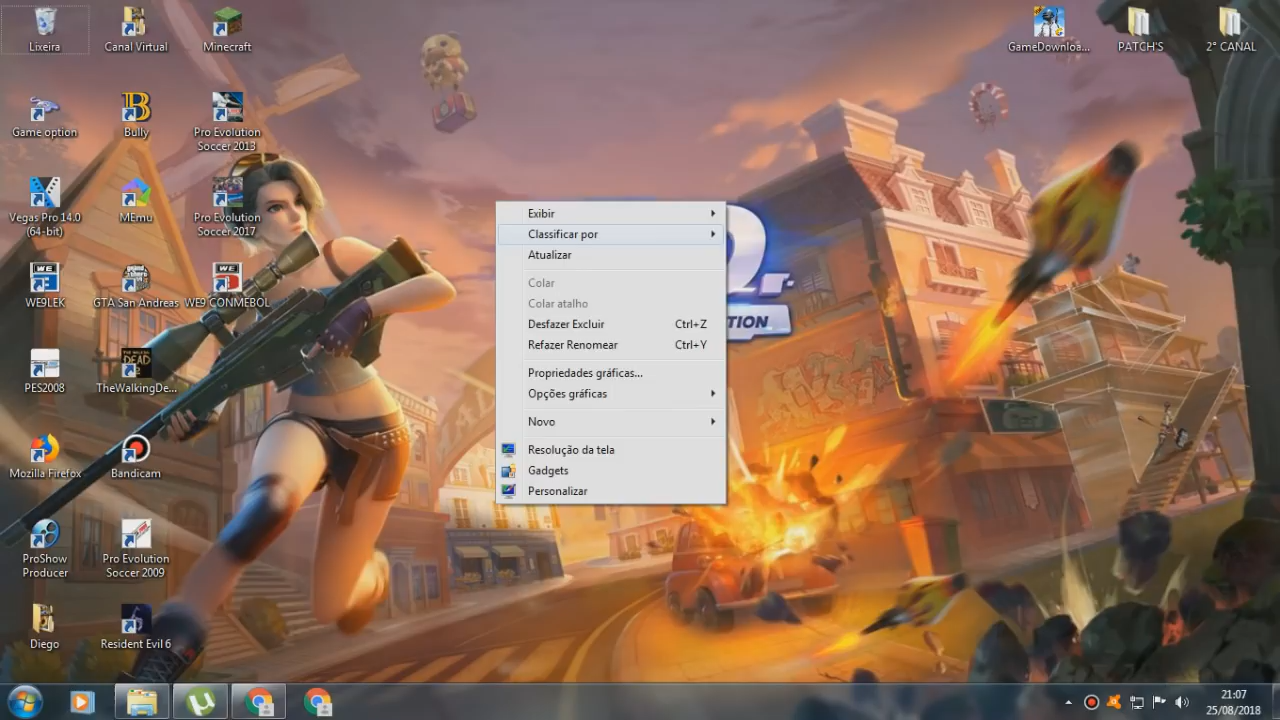 Lixeira
Canal Virtual
Minecraft
GameDownloa...
PATCH'S
2° CANAL
Game option
Bully
Pro Evolution
Soccer 2013
Vegas Pro 14.0
(64-bit)
MEmu
Pro Evolution
Soccer 2017
WE9LEK
GTA San Andreas
WE9 CONMEBOL
PES2008
TheWalkingDe...
Mozilla Firefox
Bandicam
ProShow
Producer
Pro Evolution
Soccer 2009
Diego
Resident Evil 6
Exibir
Classificar por
Atualizar
Colar
Colar atalho
Desfazer Excluir Ctrl+Z
Refazer Renomear Ctrl+Y
Propriedades gráficas...
Opções gráficas
Novo
Resolução da tela
Gadgets
Personalizar
21:07
25/08/2018